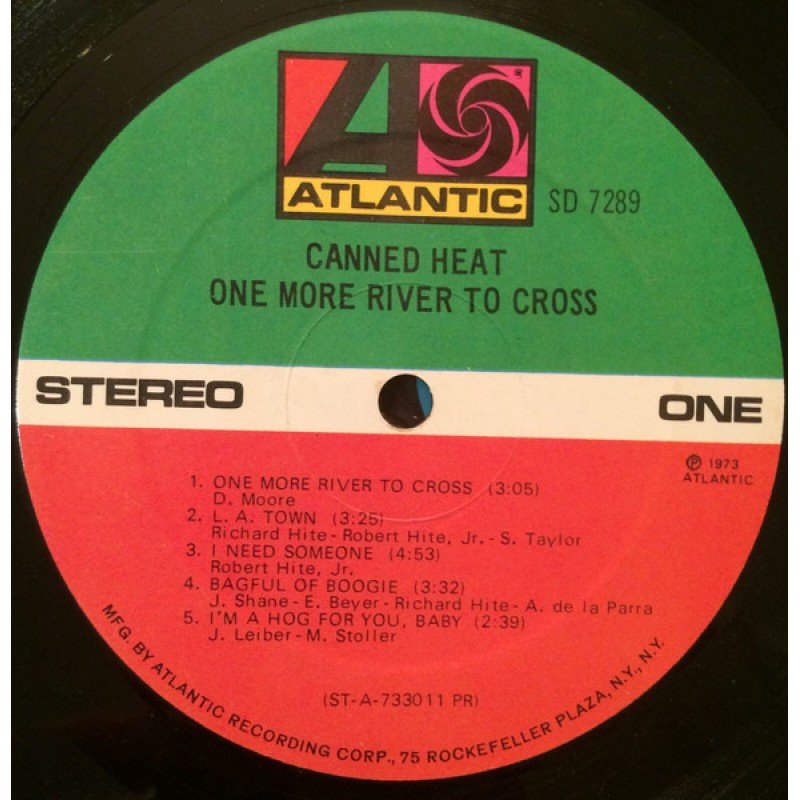 ATLANTIC
SD 7289
CANNED HEAT
ONE MORE RIVER TO CROSS
STEREO
ONE
Ⓟ 1973
ATLANTIC
1. ONE MORE RIVER TO CROSS (3:05)
D. Moore
2. L. A. TOWN (3:25)
Richard Hite-Robert Hite, Jr.-S. Taylor
3. I NEED SOMEONE (4:53)
Robert Hite, Jr.
4. BAGFUL OF BOOGIE (3:32)
J. Shane-E. Beyer-Richard Hite-A. de la Parra
5. I'M A HOG FOR YOU, BABY (2:39)
J. Leiber-M. Stoller
(ST-A-733011 PR)
MFG. BY ATLANTIC RECORDING CORP., 75 ROCKEFELLER PLAZA, N.Y., N.Y.